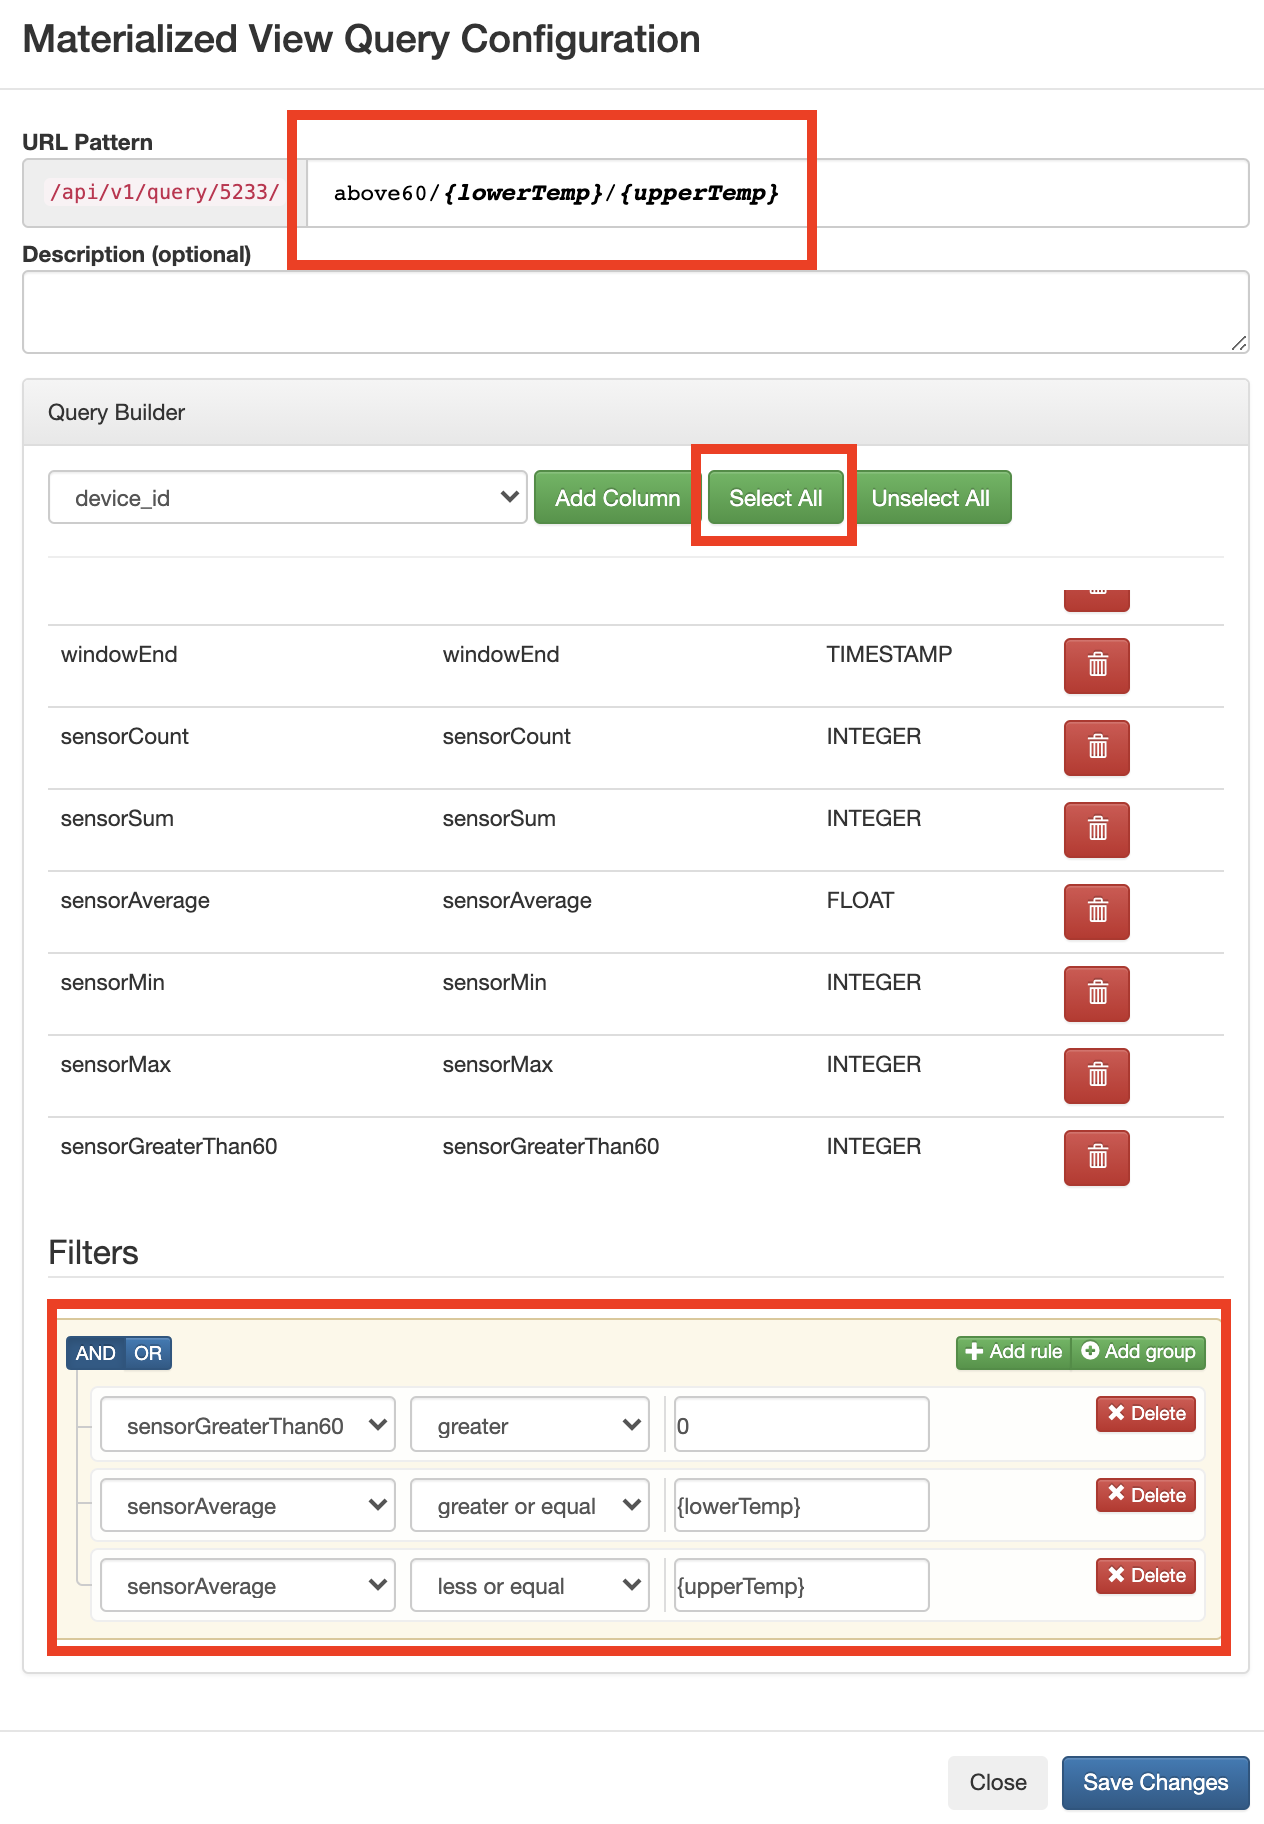 Materialized View Query Configuration
URL Pattern
/api/v1/query/5233/ above60/{lowerTemp}/{upperTemp}
Description (optional)
Query Builder
device_id Add Column Select All Unselect All
windowEnd windowEnd TIMESTAMP
sensorCount sensorCount INTEGER
sensorSum sensorSum INTEGER
sensorAverage sensorAverage FLOAT
sensorMin sensorMin INTEGER
sensorMax sensorMax INTEGER
sensorGreaterThan60 sensorGreaterThan60 INTEGER
Filters
AND OR Add rule Add group
sensorGreaterThan60 greater 0 Delete
sensorAverage greater or equal {lowerTemp} Delete
sensorAverage less or equal {upperTemp} Delete
Close Save Changes